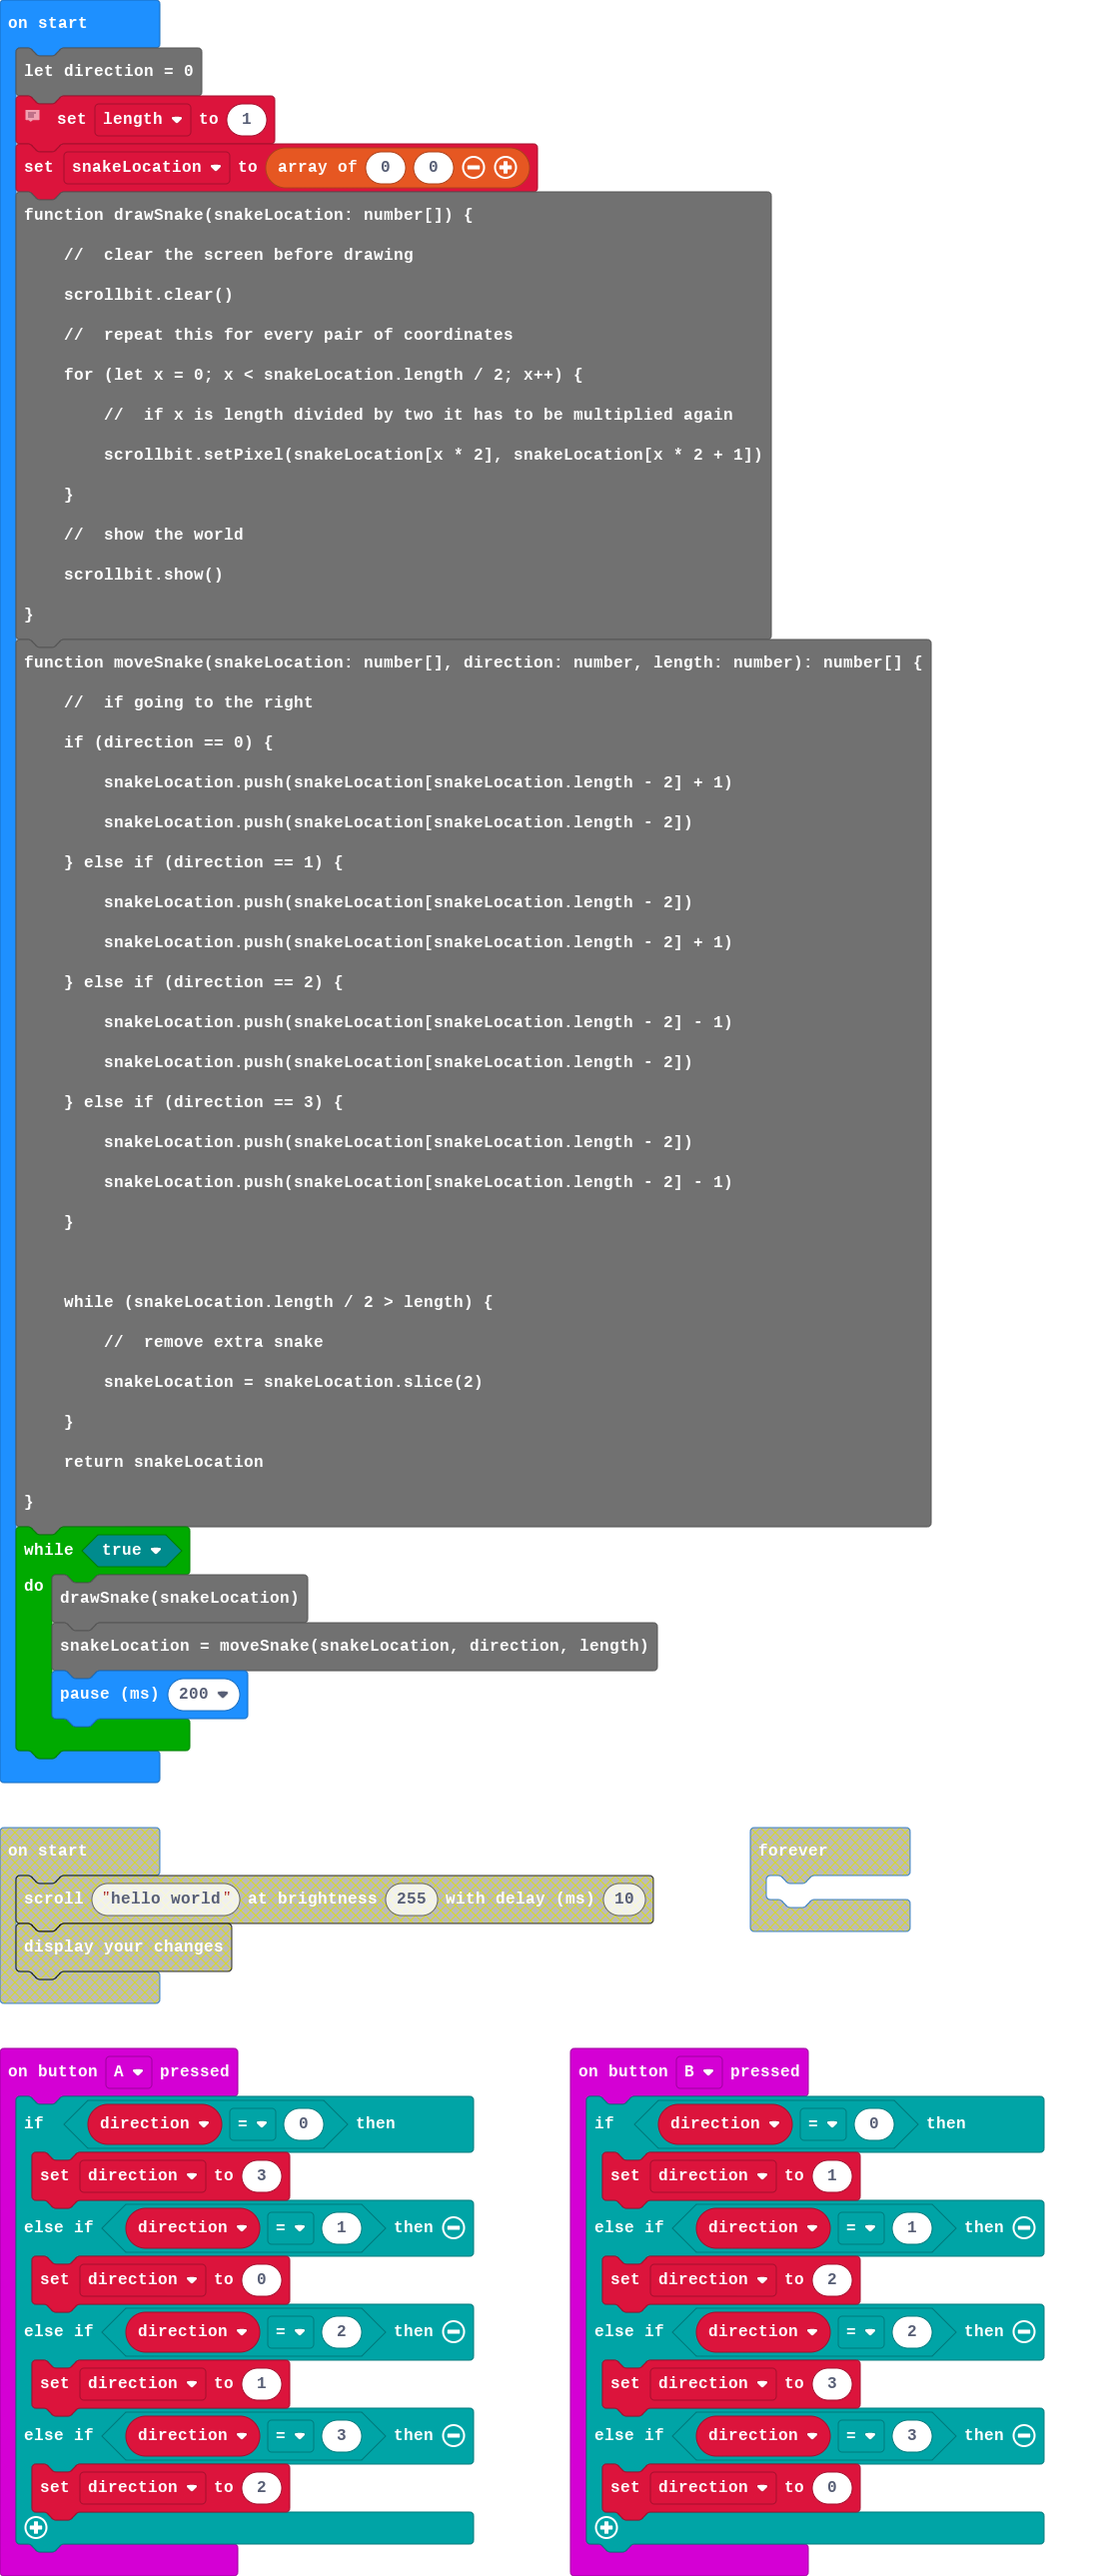 on start
let direction = 0
set length to 1
set snakeLocation to array of 0 0
function drawSnake(snakeLocation: number[]) {
// clear the screen before drawing
scrollbit.clear()
// repeat this for every pair of coordinates
for (let x = 0; x < snakeLocation.length / 2; x++) {
// if x is length divided by two it has to be multiplied again
scrollbit.setPixel(snakeLocation[x * 2], snakeLocation[x * 2 + 1])
}
// show the world
scrollbit.show()
}
function moveSnake(snakeLocation: number[], direction: number, length: number): number[] {
// if going to the right
if (direction == 0) {
snakeLocation.push(snakeLocation[snakeLocation.length - 2] + 1)
snakeLocation.push(snakeLocation[snakeLocation.length - 2])
} else if (direction == 1) {
snakeLocation.push(snakeLocation[snakeLocation.length - 2])
snakeLocation.push(snakeLocation[snakeLocation.length - 2] + 1)
} else if (direction == 2) {
snakeLocation.push(snakeLocation[snakeLocation.length - 2] - 1)
snakeLocation.push(snakeLocation[snakeLocation.length - 2])
} else if (direction == 3) {
snakeLocation.push(snakeLocation[snakeLocation.length - 2])
snakeLocation.push(snakeLocation[snakeLocation.length - 2] - 1)
}
while (snakeLocation.length / 2 > length) {
// remove extra snake
snakeLocation = snakeLocation.slice(2)
}
return snakeLocation
}
while true
do
drawSnake(snakeLocation)
snakeLocation = moveSnake(snakeLocation, direction, length)
pause (ms) 200
on start
scroll "hello world" at brightness 255 with delay (ms) 10
display your changes
forever
on button A pressed
if direction = 0 then
set direction to 3
else if direction = 1 then
set direction to 0
else if direction = 2 then
set direction to 1
else if direction = 3 then
set direction to 2
on button B pressed
if direction = 0 then
set direction to 1
else if direction = 1 then
set direction to 2
else if direction = 2 then
set direction to 3
else if direction = 3 then
set direction to 0